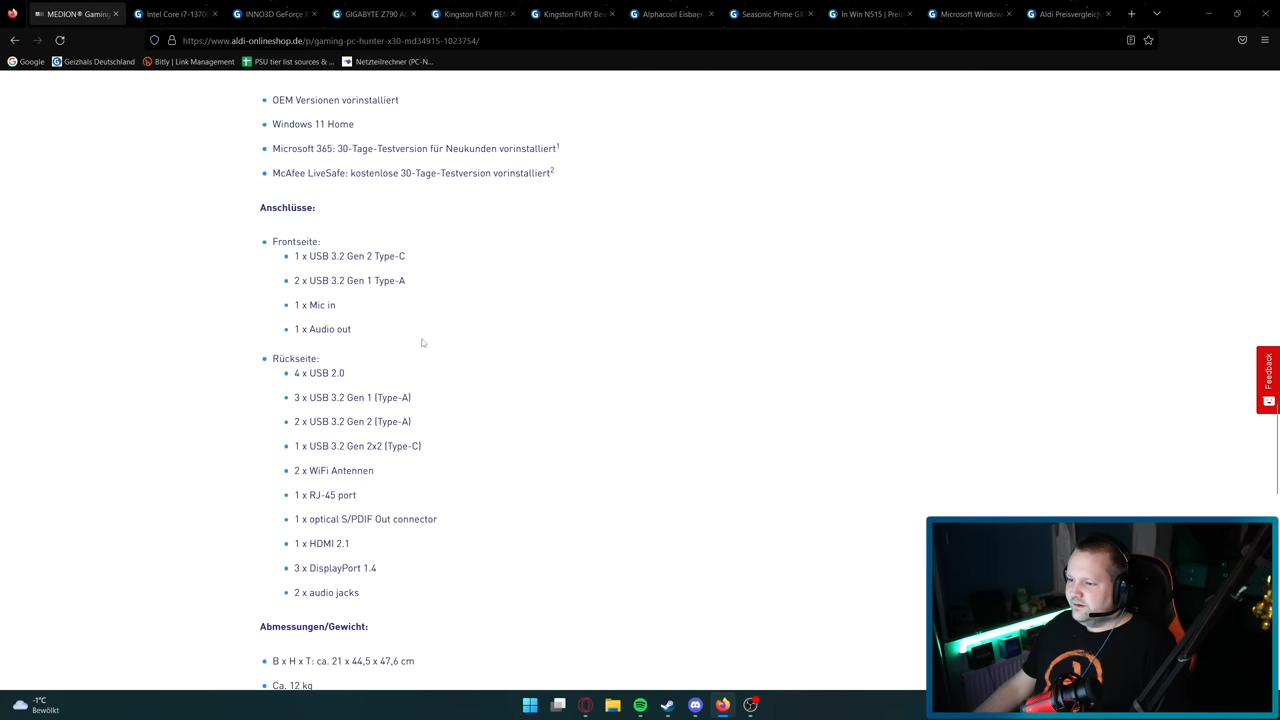 MEDION® Gaming
Intel Core i7-1370
INNO3D GeForce R
GIGABYTE Z790 A
Kingston FURY REN
Kingston FURY Be
Alphacool Eisbaer
Seasonic Prime G
In Win N515 | Preis
Microsoft Window
Aldi Preisvergleich
https://www.aldi-onlineshop.de/p/gaming-pc-hunter-x30-md34915-1023754/
Google
Geizhals Deutschland
Bitly | Link Management
PSU tier list sources & ...
Netzteilrechner (PC-N...
OEM Versionen vorinstalliert
Windows 11 Home
Microsoft 365: 30-Tage-Testversion für Neukunden vorinstalliert¹
McAfee LiveSafe: kostenlose 30-Tage-Testversion vorinstalliert²
Anschlüsse:
Frontseite:
1 x USB 3.2 Gen 2 Type-C
2 x USB 3.2 Gen 1 Type-A
1 x Mic in
1 x Audio out
Rückseite:
4 x USB 2.0
3 x USB 3.2 Gen 1 (Type-A)
2 x USB 3.2 Gen 2 (Type-A)
1 x USB 3.2 Gen 2x2 (Type-C)
2 x WiFi Antennen
1 x RJ-45 port
1 x optical S/PDIF Out connector
1 x HDMI 2.1
3 x DisplayPort 1.4
2 x audio jacks
Abmessungen/Gewicht:
B x H x T: ca. 21 x 44,5 x 47,6 cm
Ca. 12 kg
Feedback
-1°C
Bewölkt